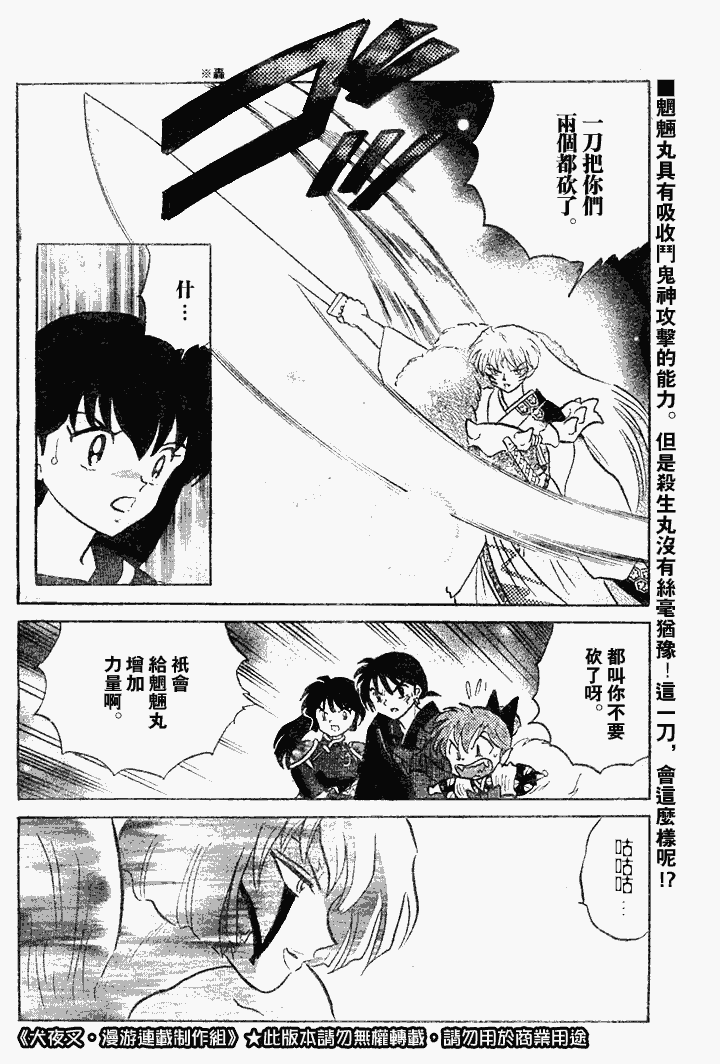 ■魍魎丸具有吸收鬥鬼神攻擊的能力。但是殺生丸沒有絲毫猶豫！這一刀，會這麼樣呢！？
※轟
一刀把你們
兩個都砍了。
什…
都叫你不要
砍了呀。
祇會
給魍魎丸
增加
力量啊。
咕咕咕…
《犬夜叉·漫游連載制作組》★此版本請勿無權轉載，請勿用於商業用途